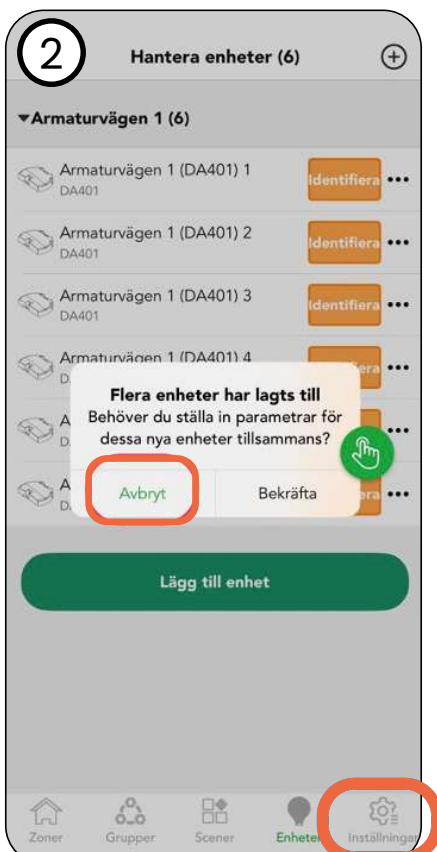 2
Hantera enheter (6)
▾Armaturvägen 1 (6)
Armaturvägen 1 (DA401) 1
DA401
Identifiera
Armaturvägen 1 (DA401) 2
DA401
Identifiera
Armaturvägen 1 (DA401) 3
DA401
Identifiera
Armaturvägen 1 (DA401) 4
Flera enheter har lagts till
Behöver du ställa in parametrar för
dessa nya enheter tillsammans?
Avbryt
Bekräfta
Lägg till enhet
Zoner
Grupper
Scener
Enheter
Inställningar